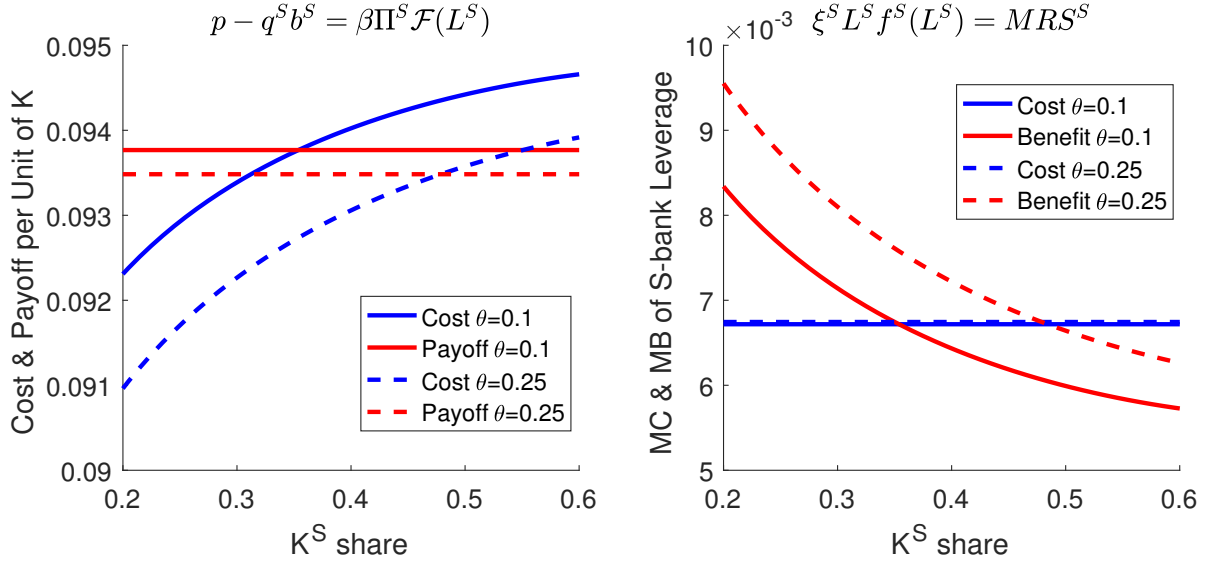 p − q^S b^S = βΠ^S ℱ(L^S)
Cost & Payoff per Unit of K
0.095
0.094
0.093
0.092
0.091
0.09
Cost θ=0.1
Payoff θ=0.1
Cost θ=0.25
Payoff θ=0.25
0.2 0.3 0.4 0.5 0.6
K^S share
ξ^S L^S f^S(L^S) = MRS^S
×10^-3
MC & MB of S-bank Leverage
10
9
8
7
6
5
Cost θ=0.1
Benefit θ=0.1
Cost θ=0.25
Benefit θ=0.25
0.2 0.3 0.4 0.5 0.6
K^S share